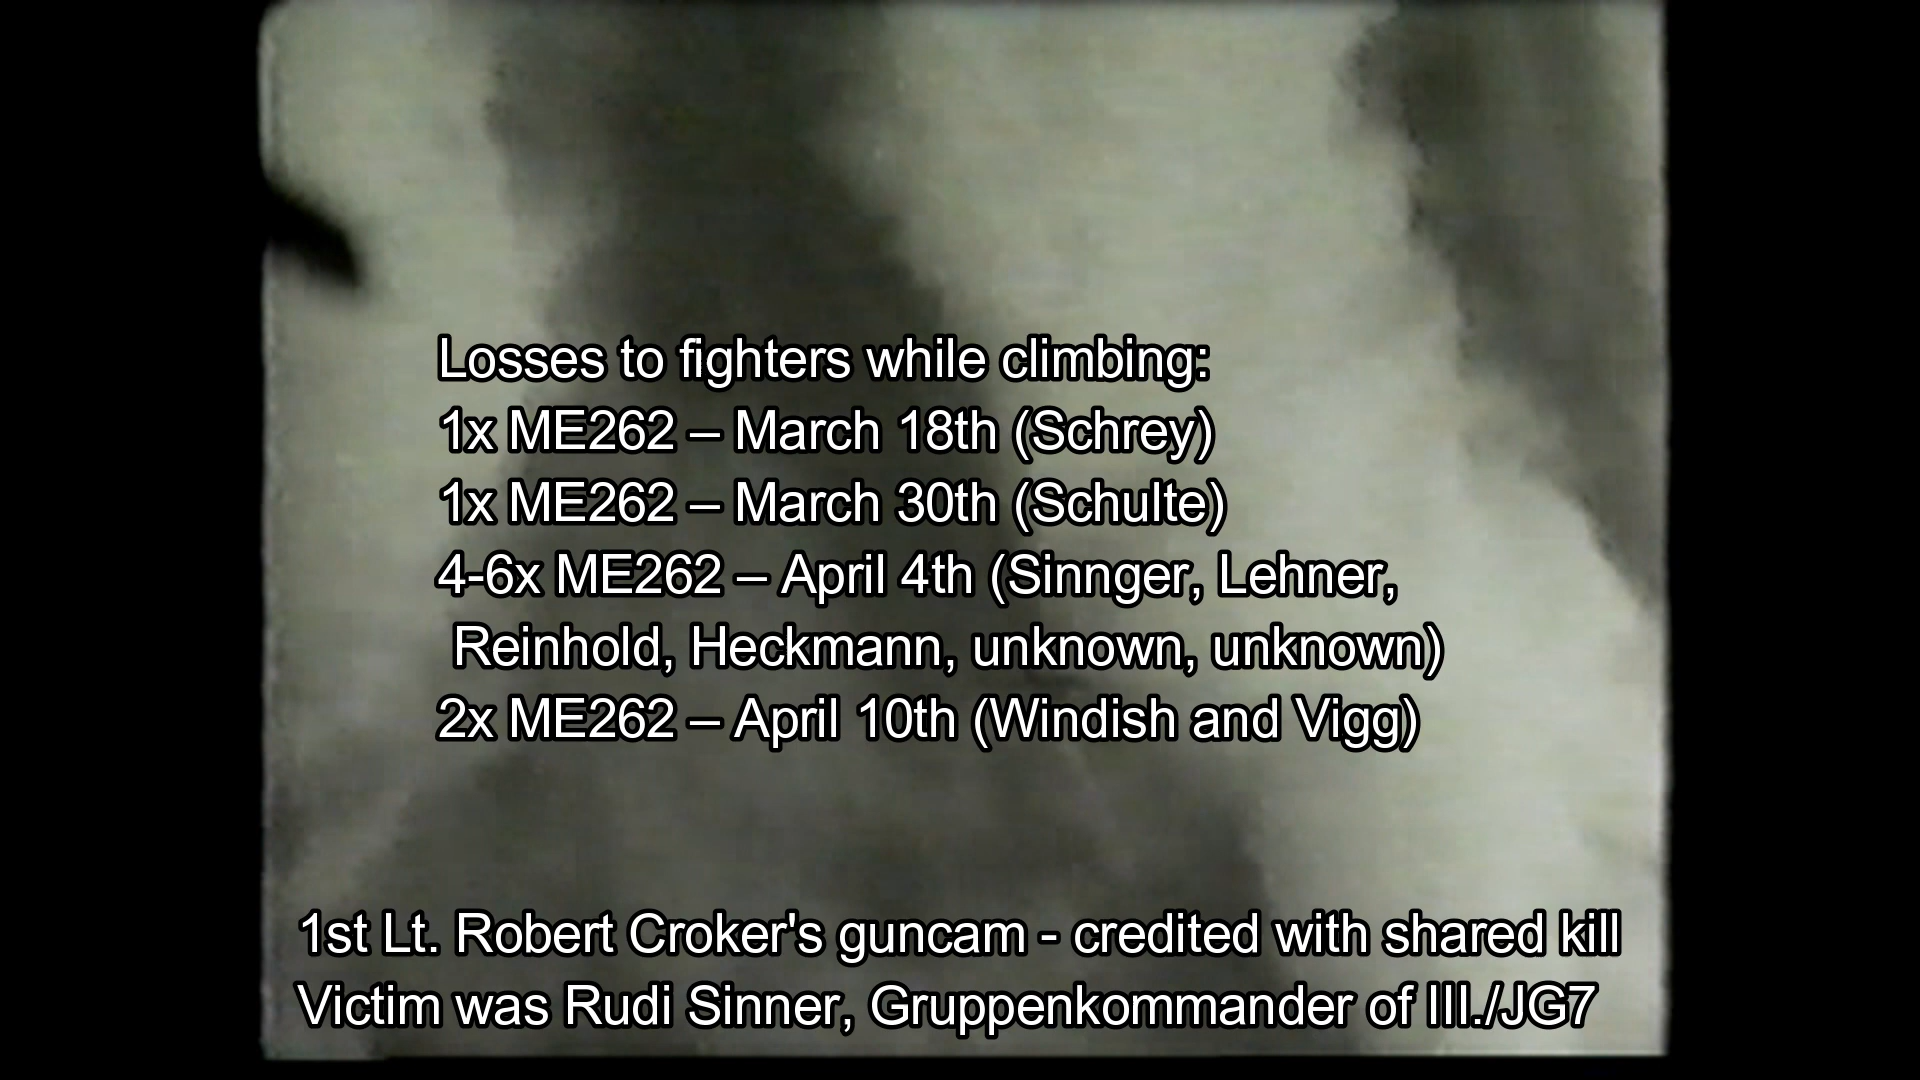 Losses to fighters while climbing:
1x ME262 – March 18th (Schrey)
1x ME262 – March 30th (Schulte)
4-6x ME262 – April 4th (Sinnger, Lehner,
Reinhold, Heckmann, unknown, unknown)
2x ME262 – April 10th (Windish and Vigg)
1st Lt. Robert Croker's guncam - credited with shared kill
Victim was Rudi Sinner, Gruppenkommander of III./JG7